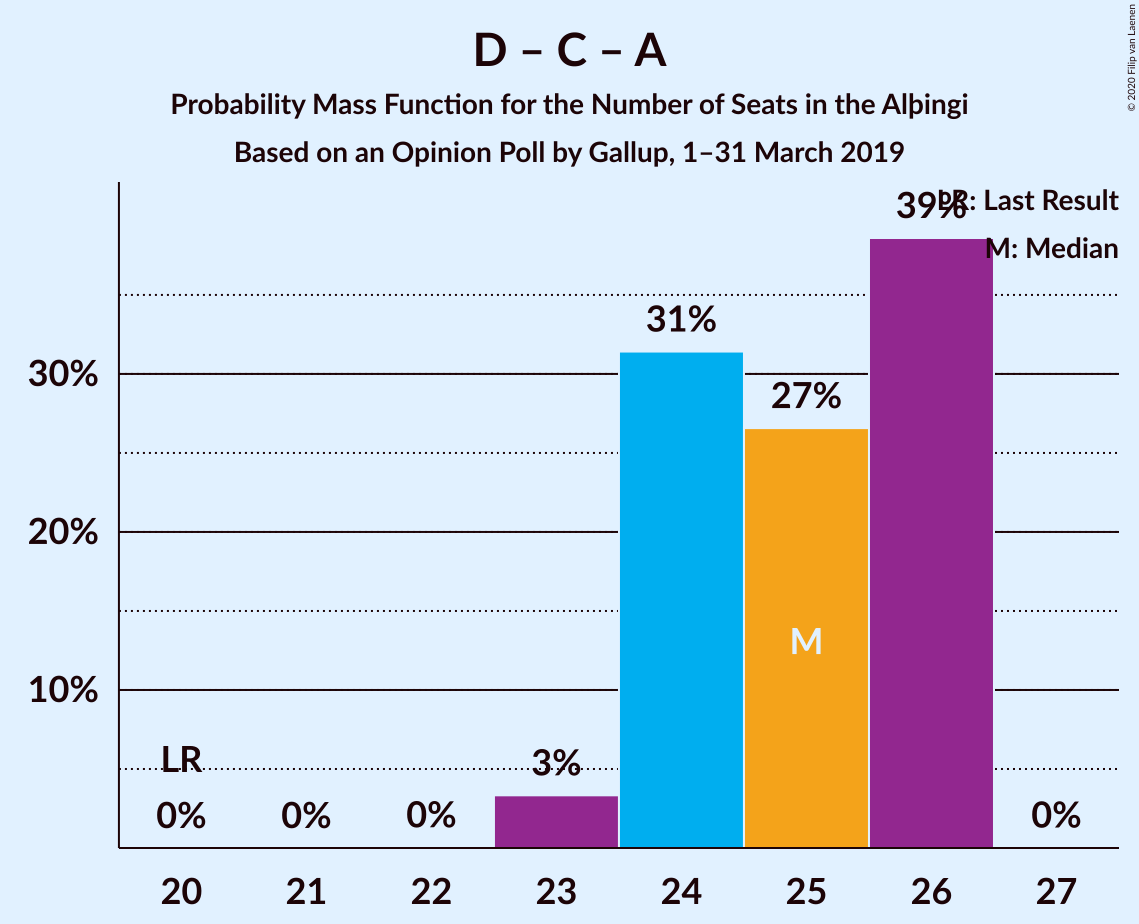 D – C – A
Probability Mass Function for the Number of Seats in the Alþingi
Based on an Opinion Poll by Gallup, 1–31 March 2019
© 2020 Filip van Laenen
LR: Last Result
M: Median
39%
31%
30%
27%
20%
M
10%
LR
3%
0%
0%
0%
0%
20
21
22
23
24
25
26
27